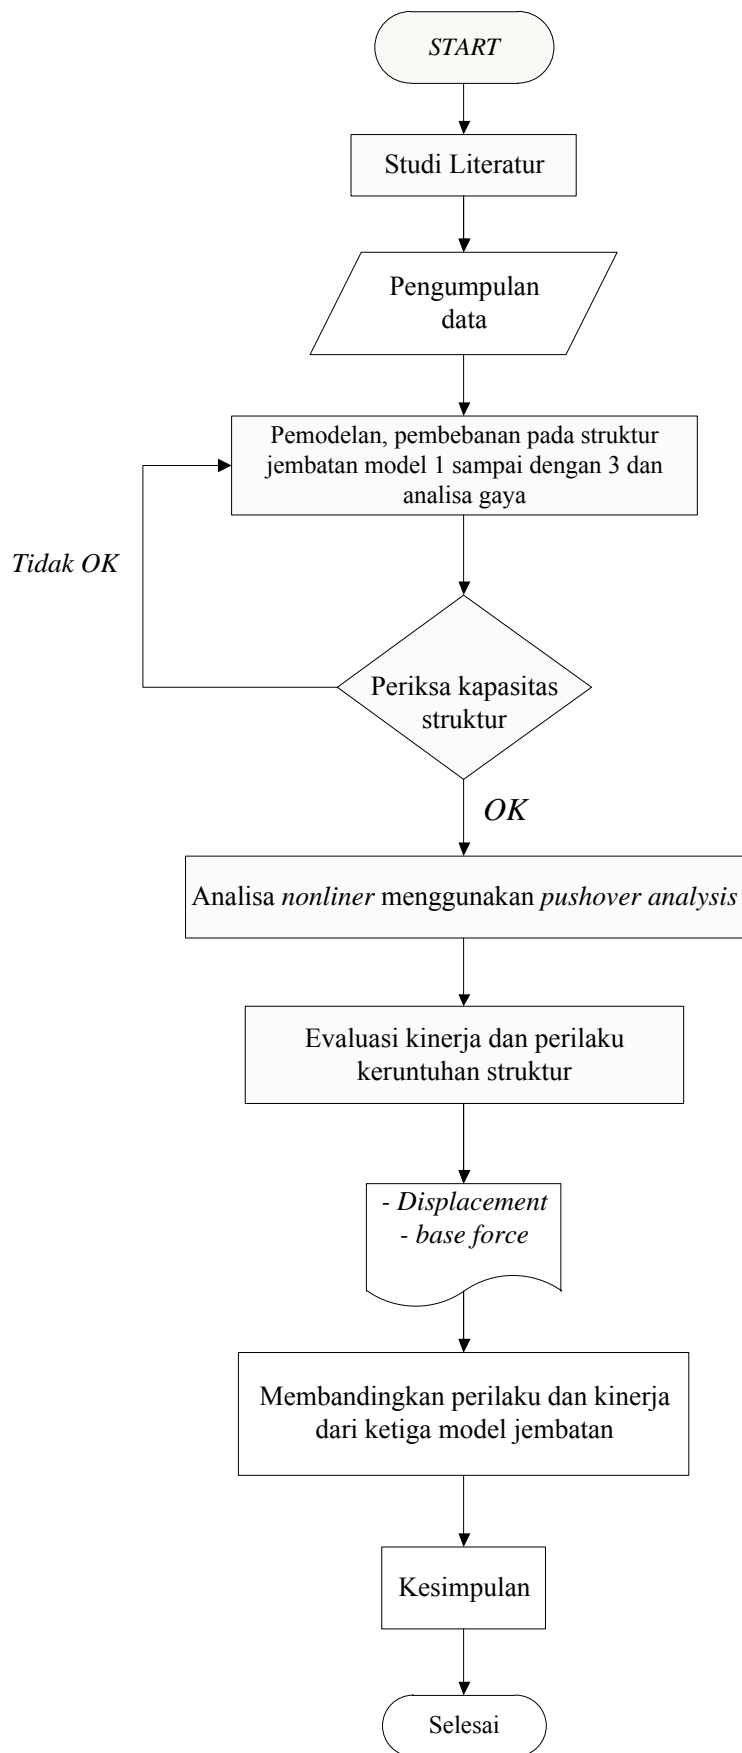 START
Studi Literatur
Pengumpulan
data
Pemodelan, pembebanan pada struktur
jembatan model 1 sampai dengan 3 dan
analisa gaya
Tidak OK
Periksa kapasitas
struktur
OK
Analisa nonliner menggunakan pushover analysis
Evaluasi kinerja dan perilaku
keruntuhan struktur
- Displacement
- base force
Membandingkan perilaku dan kinerja
dari ketiga model jembatan
Kesimpulan
Selesai